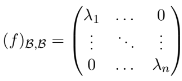 $(f)_{\mathcal{B},\mathcal{B}} = \begin{pmatrix} \lambda_1 & \dots & 0 \\ \vdots & \ddots & \vdots \\ 0 & \dots & \lambda_n \end{pmatrix}$